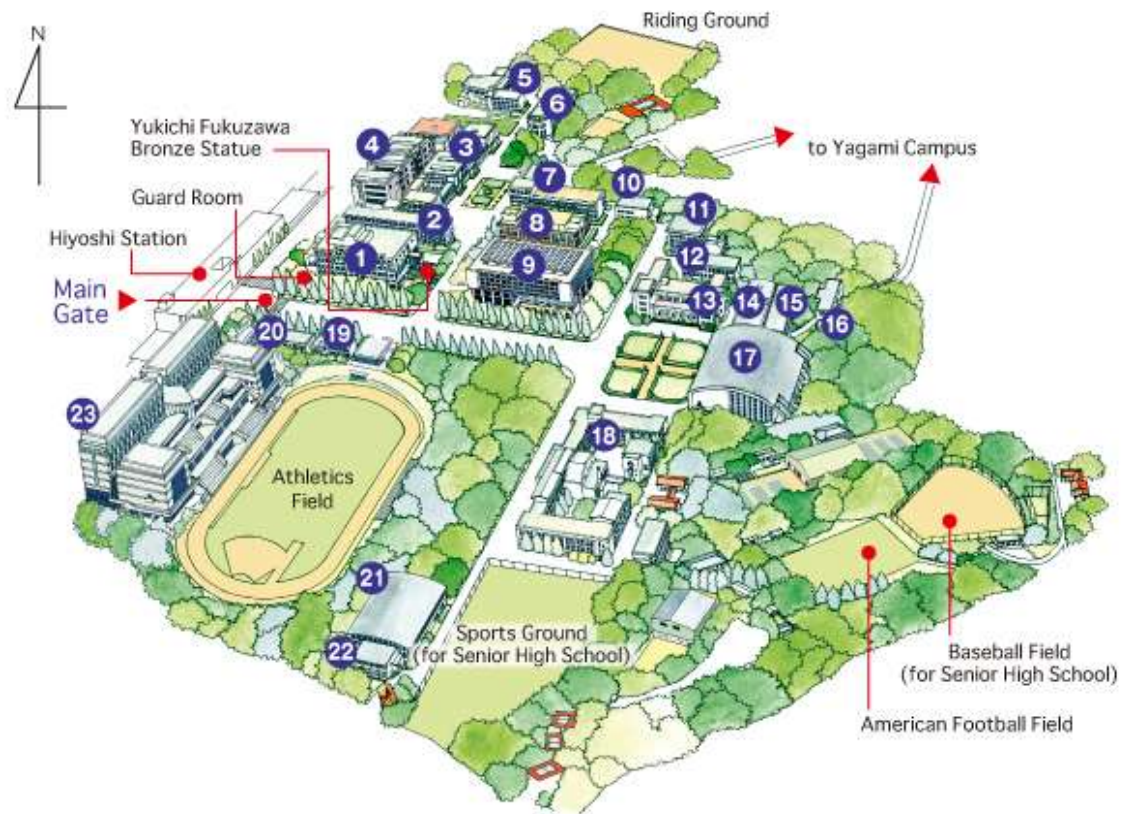 Riding Ground
N
5
6
Yukichi Fukuzawa
Bronze Statue
4
3
to Yagami Campus
7
10
Guard Room
11
2
8
Hiyoshi Station
1
9
12
Main
Gate
13
14
15
16
20
19
17
23
18
Athletics
Field
21
Sports Ground
(for Senior High School)
22
Baseball Field
(for Senior High School)
American Football Field